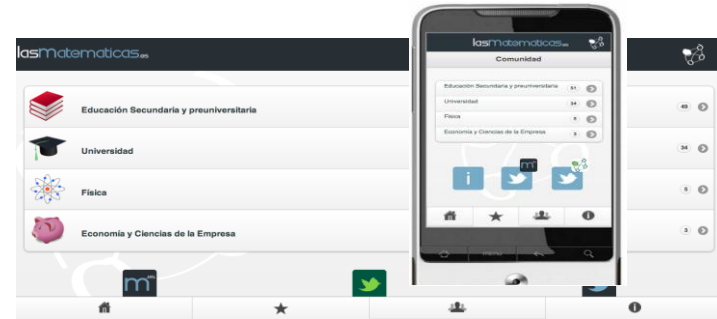 lasmatematicas.es
Educación Secundaria y preuniversitaria
Universidad
34
Física
5
Economía y Ciencias de la Empresa
3
m
lasmatematicas.es
Comunidad
Educación Secundaria y preuniversitaria
51
Universidad
34
Física
5
Economía y Ciencias de la Empresa
3
i
m
MENU